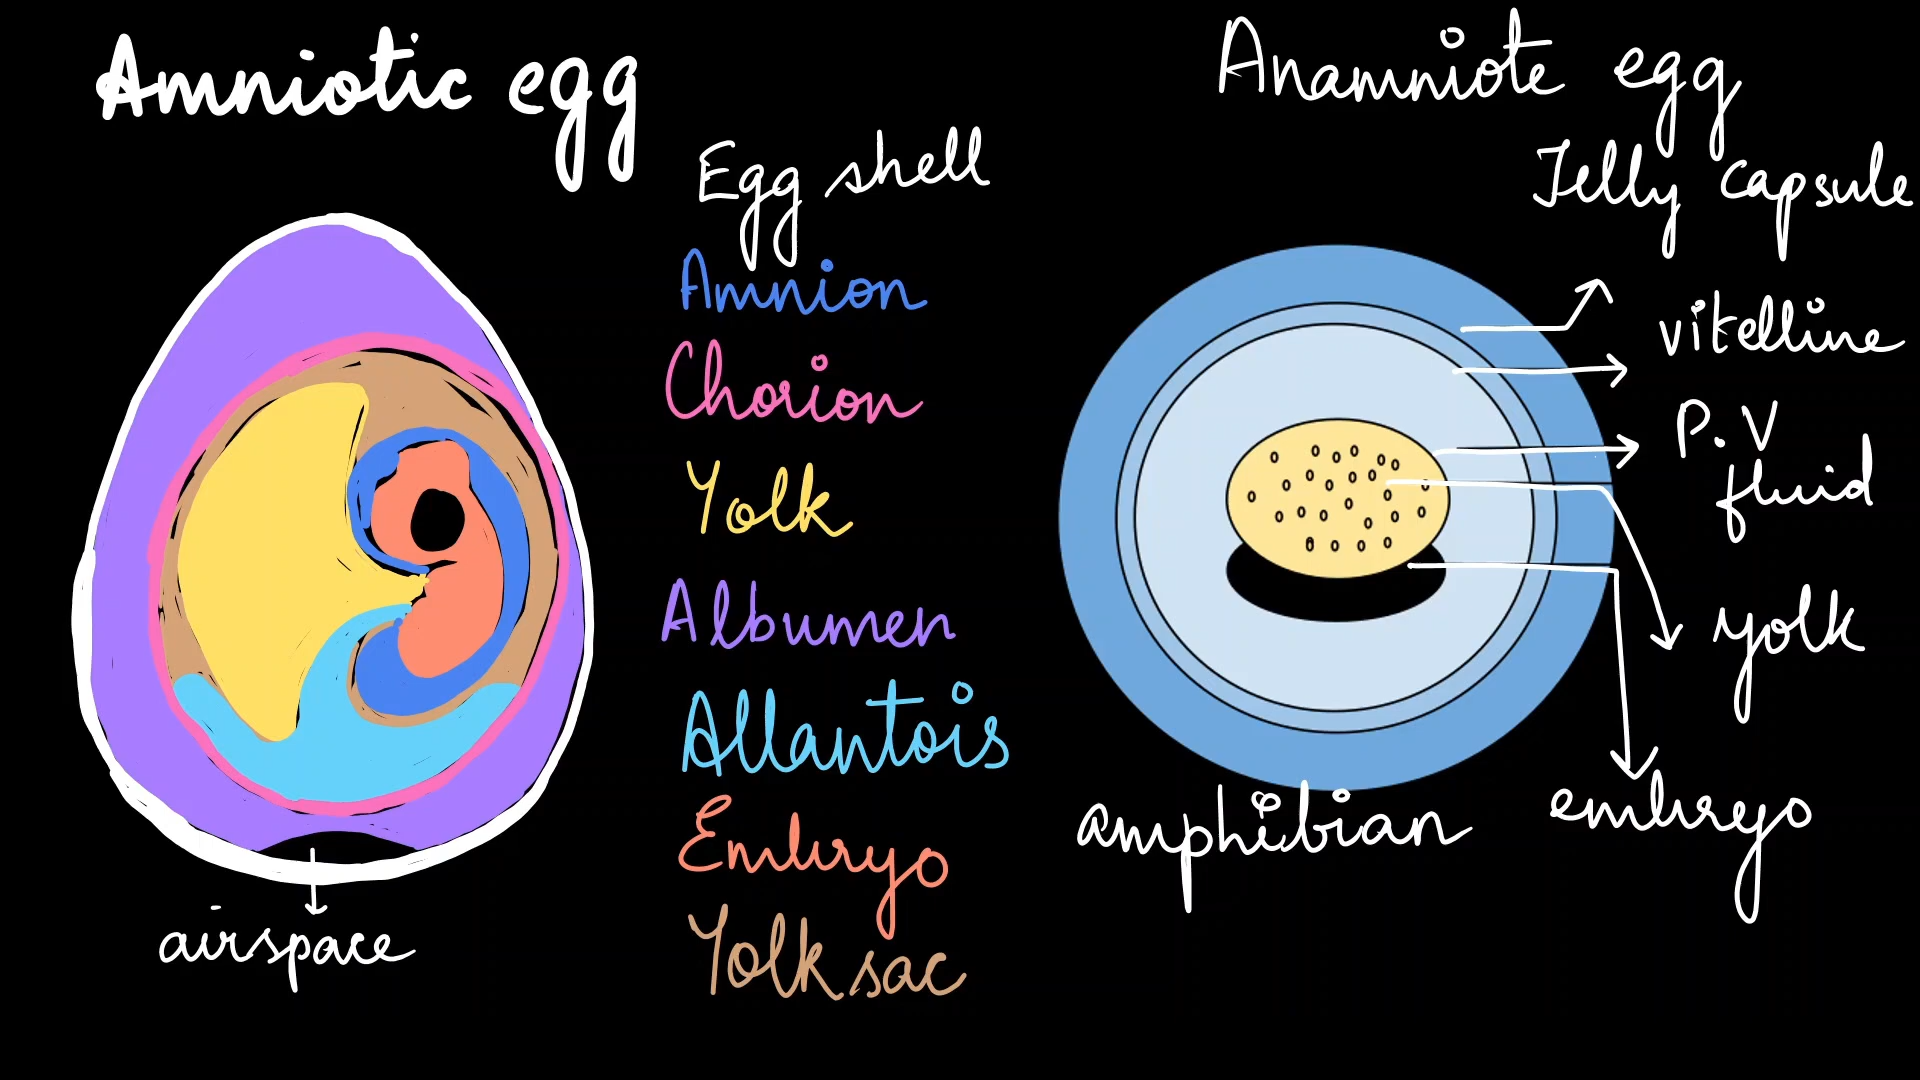 Amniotic egg
Egg shell
Amnion
Chorion
Yolk
Albumen
Allantois
Embryo
Yolk sac
airspace
Anamniote egg
Jelly capsule
vitelline
P.V
fluid
yolk
embryo
amphibian